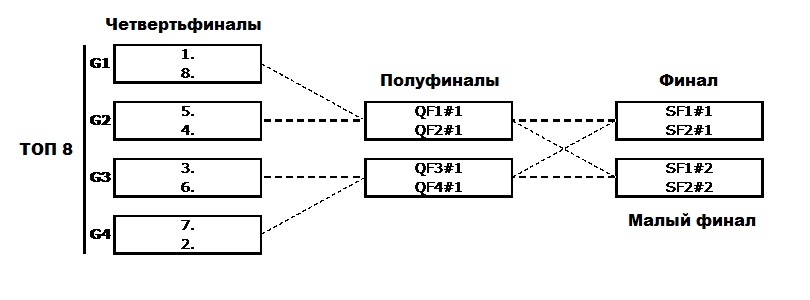 Четвертьфиналы
G1
1.
8.
G2
5.
4.
ТОП 8
G3
3.
6.
G4
7.
2.
Полуфиналы
QF1#1
QF2#1
QF3#1
QF4#1
Финал
SF1#1
SF2#1
SF1#2
SF2#2
Малый финал